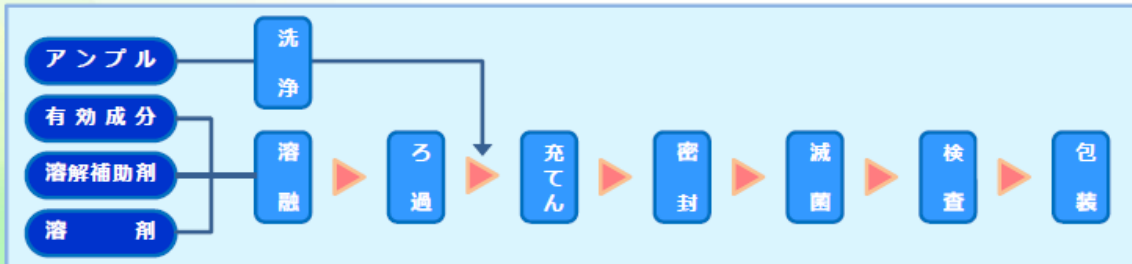 アンプル
有効成分
溶解補助剤
溶剤
洗浄
溶融
ろ過
充てん
密封
滅菌
検査
包装